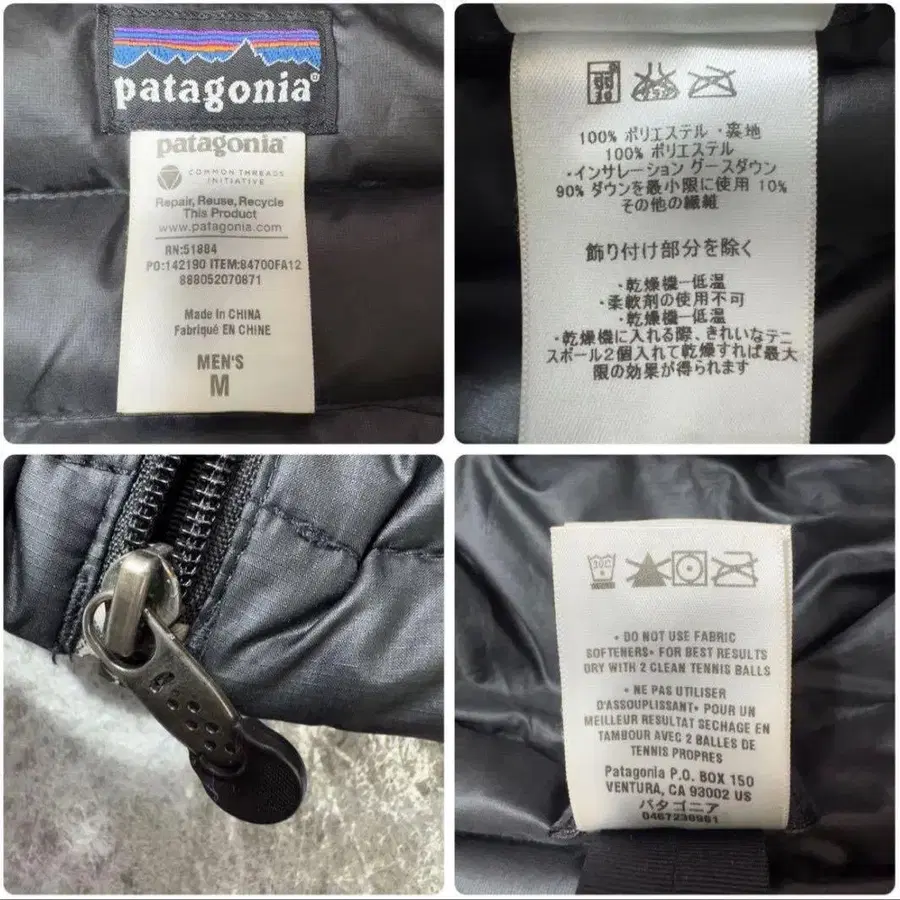 patagonia®
patagonia
COMMON THREADS
INITIATIVE
Repair, Reuse, Recycle
This Product
www.patagonia.com
RN:51884
PO:142190 ITEM:84700FA12
888052070871
Made in CHINA
Fabriqué EN CHINE
MEN'S
M
100% ポリエステル ・裏地
100% ポリエステル
・インサレーション グースダウン
90% ダウンを最小限に使用 10%
その他の繊維
飾り付け部分を除く
・乾燥機一低温
・柔軟剤の使用不可
・乾燥機一低温
・乾燥機に入れる際、きれいなテニ
スボール2個入れて乾燥すれば最大
限の効果が得られます
30C
• DO NOT USE FABRIC
SOFTENERS• FOR BEST RESULTS
DRY WITH 2 CLEAN TENNIS BALLS
• NE PAS UTILISER
D'ASSOUPLISSANT• POUR UN
MEILLEUR RESULTAT SECHAGE EN
TAMBOUR AVEC 2 BALLES DE
TENNIS PROPRES
Patagonia P.O. BOX 150
VENTURA, CA 93002 US
パタゴニア
0467236961